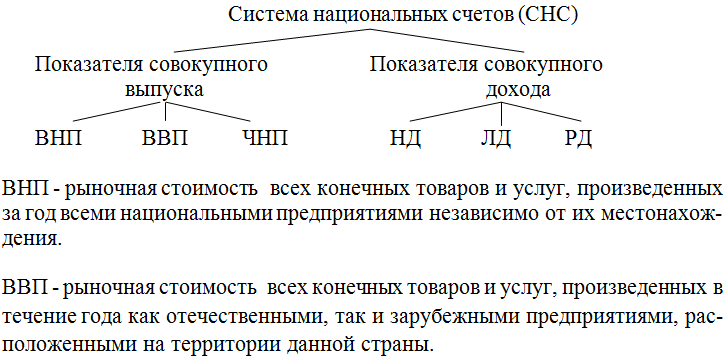 Система национальных счетов (СНС)
Показателя совокупного выпуска
Показателя совокупного дохода
ВНП ВВП ЧНП НД ЛД РД
ВНП - рыночная стоимость всех конечных товаров и услуг, произведенных
за год всеми национальными предприятиями независимо от их местонахож-
дения.
ВВП - рыночная стоимость всех конечных товаров и услуг, произведенных в
течение года как отечественными, так и зарубежными предприятиями, рас-
положенными на территории данной страны.